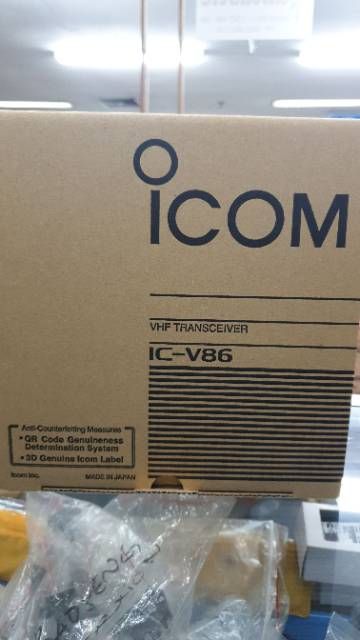 ICOM
VHF TRANSCEIVER
IC-V86
Anti-Counterfeiting Measures
•QR Code Genuineness
Determination System
•3D Genuine Icom Label
Icom Inc.
MADE IN JAPAN